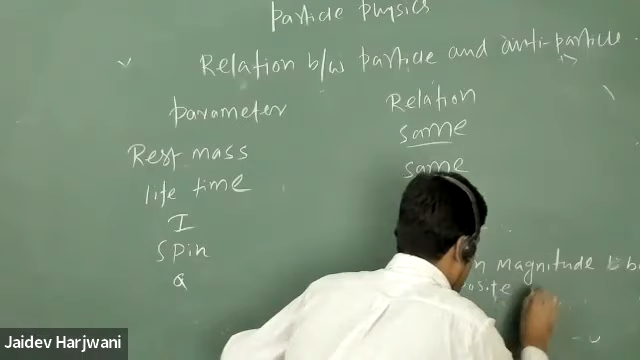 particle physics
Relation b/w particle and anti-particle.
parameter Relation
Rest mass same
life time same
I
Spin
Q
magnitude
Jaidev Harjwani